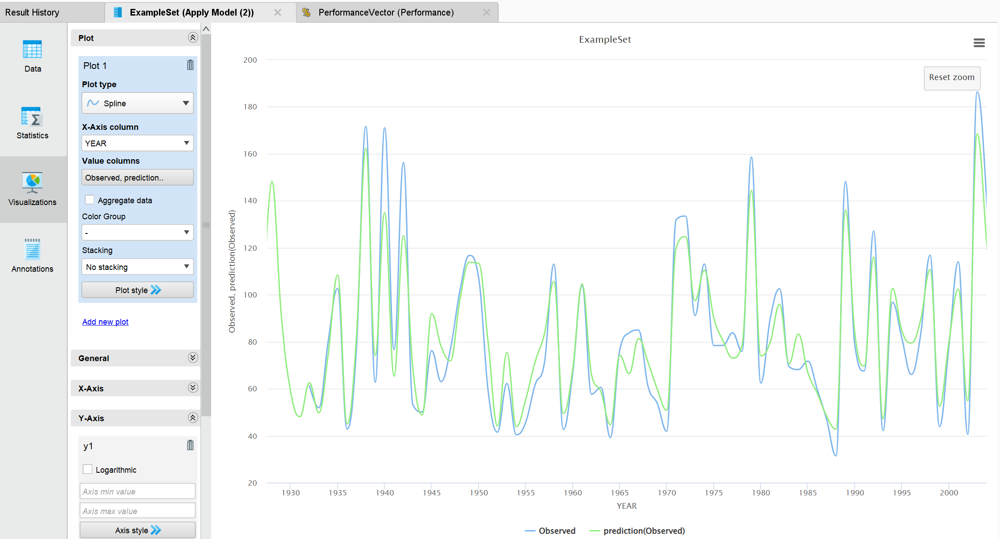 Result History
ExampleSet (Apply Model (2))
PerformanceVector (Performance)
Data
Statistics
Visualizations
Annotations
Plot
Plot 1
Plot type
Spline
X-Axis column
YEAR
Value columns
Observed, prediction..
Aggregate data
Color Group
-
Stacking
No stacking
Plot style
Add new plot
General
X-Axis
Y-Axis
y1
Logarithmic
Axis min value
Axis max value
Axis style
ExampleSet
Reset zoom
Observed, prediction(Observed)
200
180
160
140
120
100
80
60
40
20
1930 1935 1940 1945 1950 1955 1960 1965 1970 1975 1980 1985 1990 1995 2000
YEAR
Observed prediction(Observed)